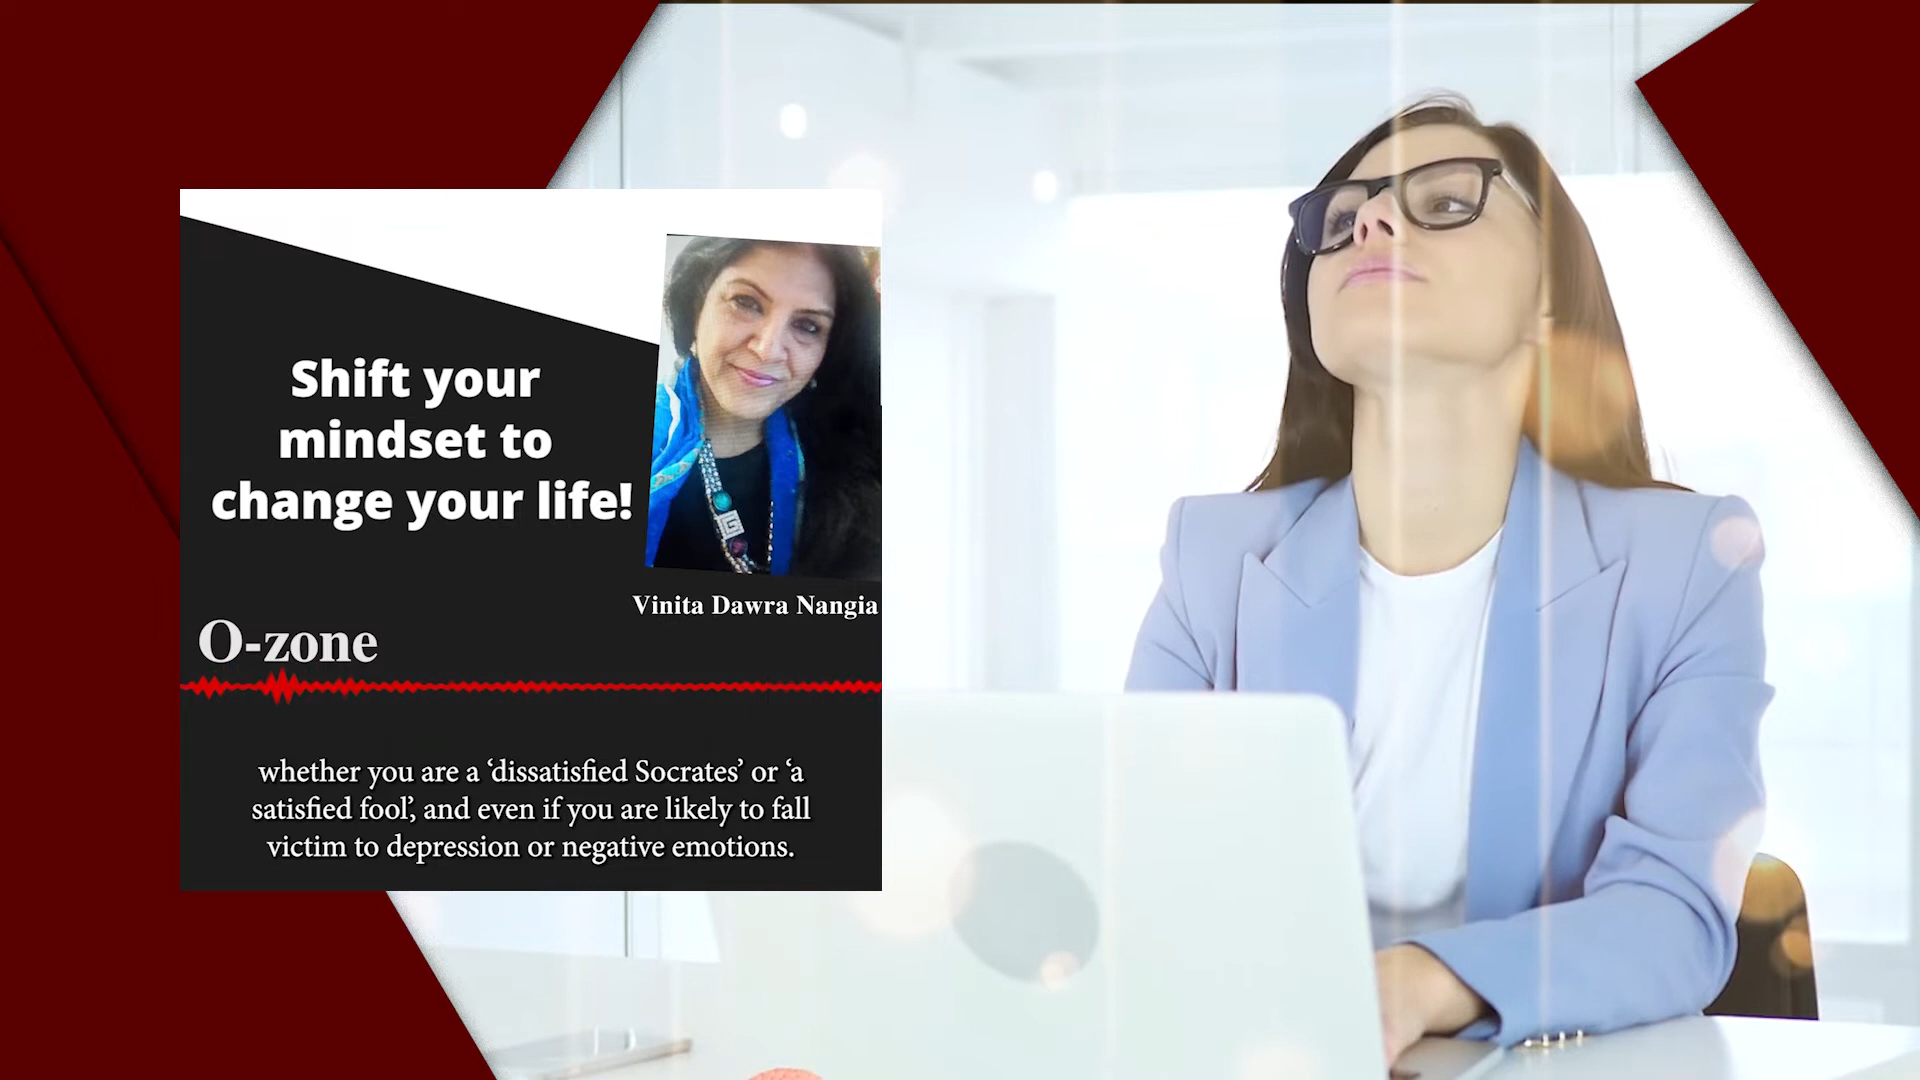 Shift your
mindset to
change your life!
Vinita Dawra Nangia
O-zone
whether you are a ‘dissatisfied Socrates’ or ‘a
satisfied fool’, and even if you are likely to fall
victim to depression or negative emotions.